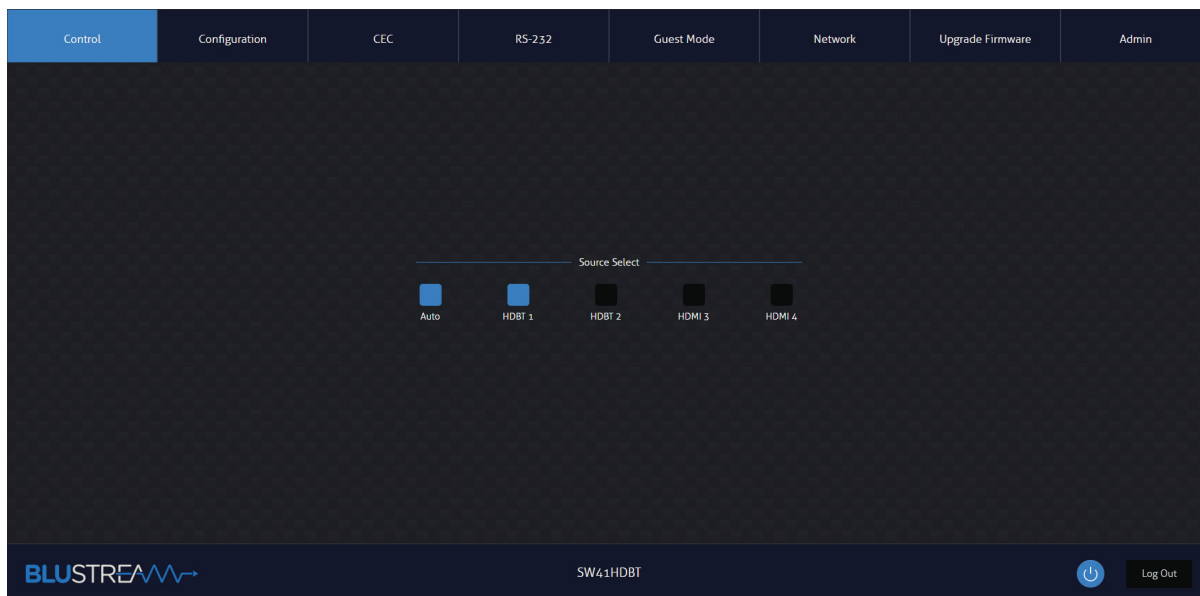 Control Configuration CEC RS-232 Guest Mode Network Upgrade Firmware Admin
Source Select
Auto HDBT 1 HDBT 2 HDMI 3 HDMI 4
BLUSTREAM SW41HDBT Log Out